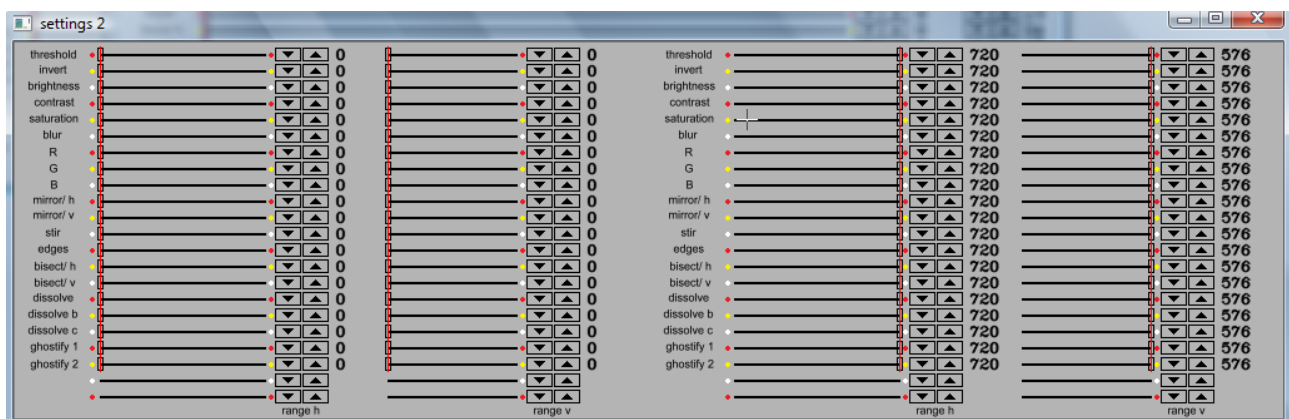 settings 2
threshold 0 0 threshold 720 576
invert 0 0 invert 720 576
brightness 0 0 brightness 720 576
contrast 0 0 contrast 720 576
saturation 0 0 saturation 720 576
blur 0 0 blur 720 576
R 0 0 R 720 576
G 0 0 G 720 576
B 0 0 B 720 576
mirror/ h 0 0 mirror/ h 720 576
mirror/ v 0 0 mirror/ v 720 576
stir 0 0 stir 720 576
edges 0 0 edges 720 576
bisect/ h 0 0 bisect/ h 720 576
bisect/ v 0 0 bisect/ v 720 576
dissolve 0 0 dissolve 720 576
dissolve b 0 0 dissolve b 720 576
dissolve c 0 0 dissolve c 720 576
ghostify 1 0 0 ghostify 1 720 576
ghostify 2 0 0 ghostify 2 720 576
range h range v range h range v